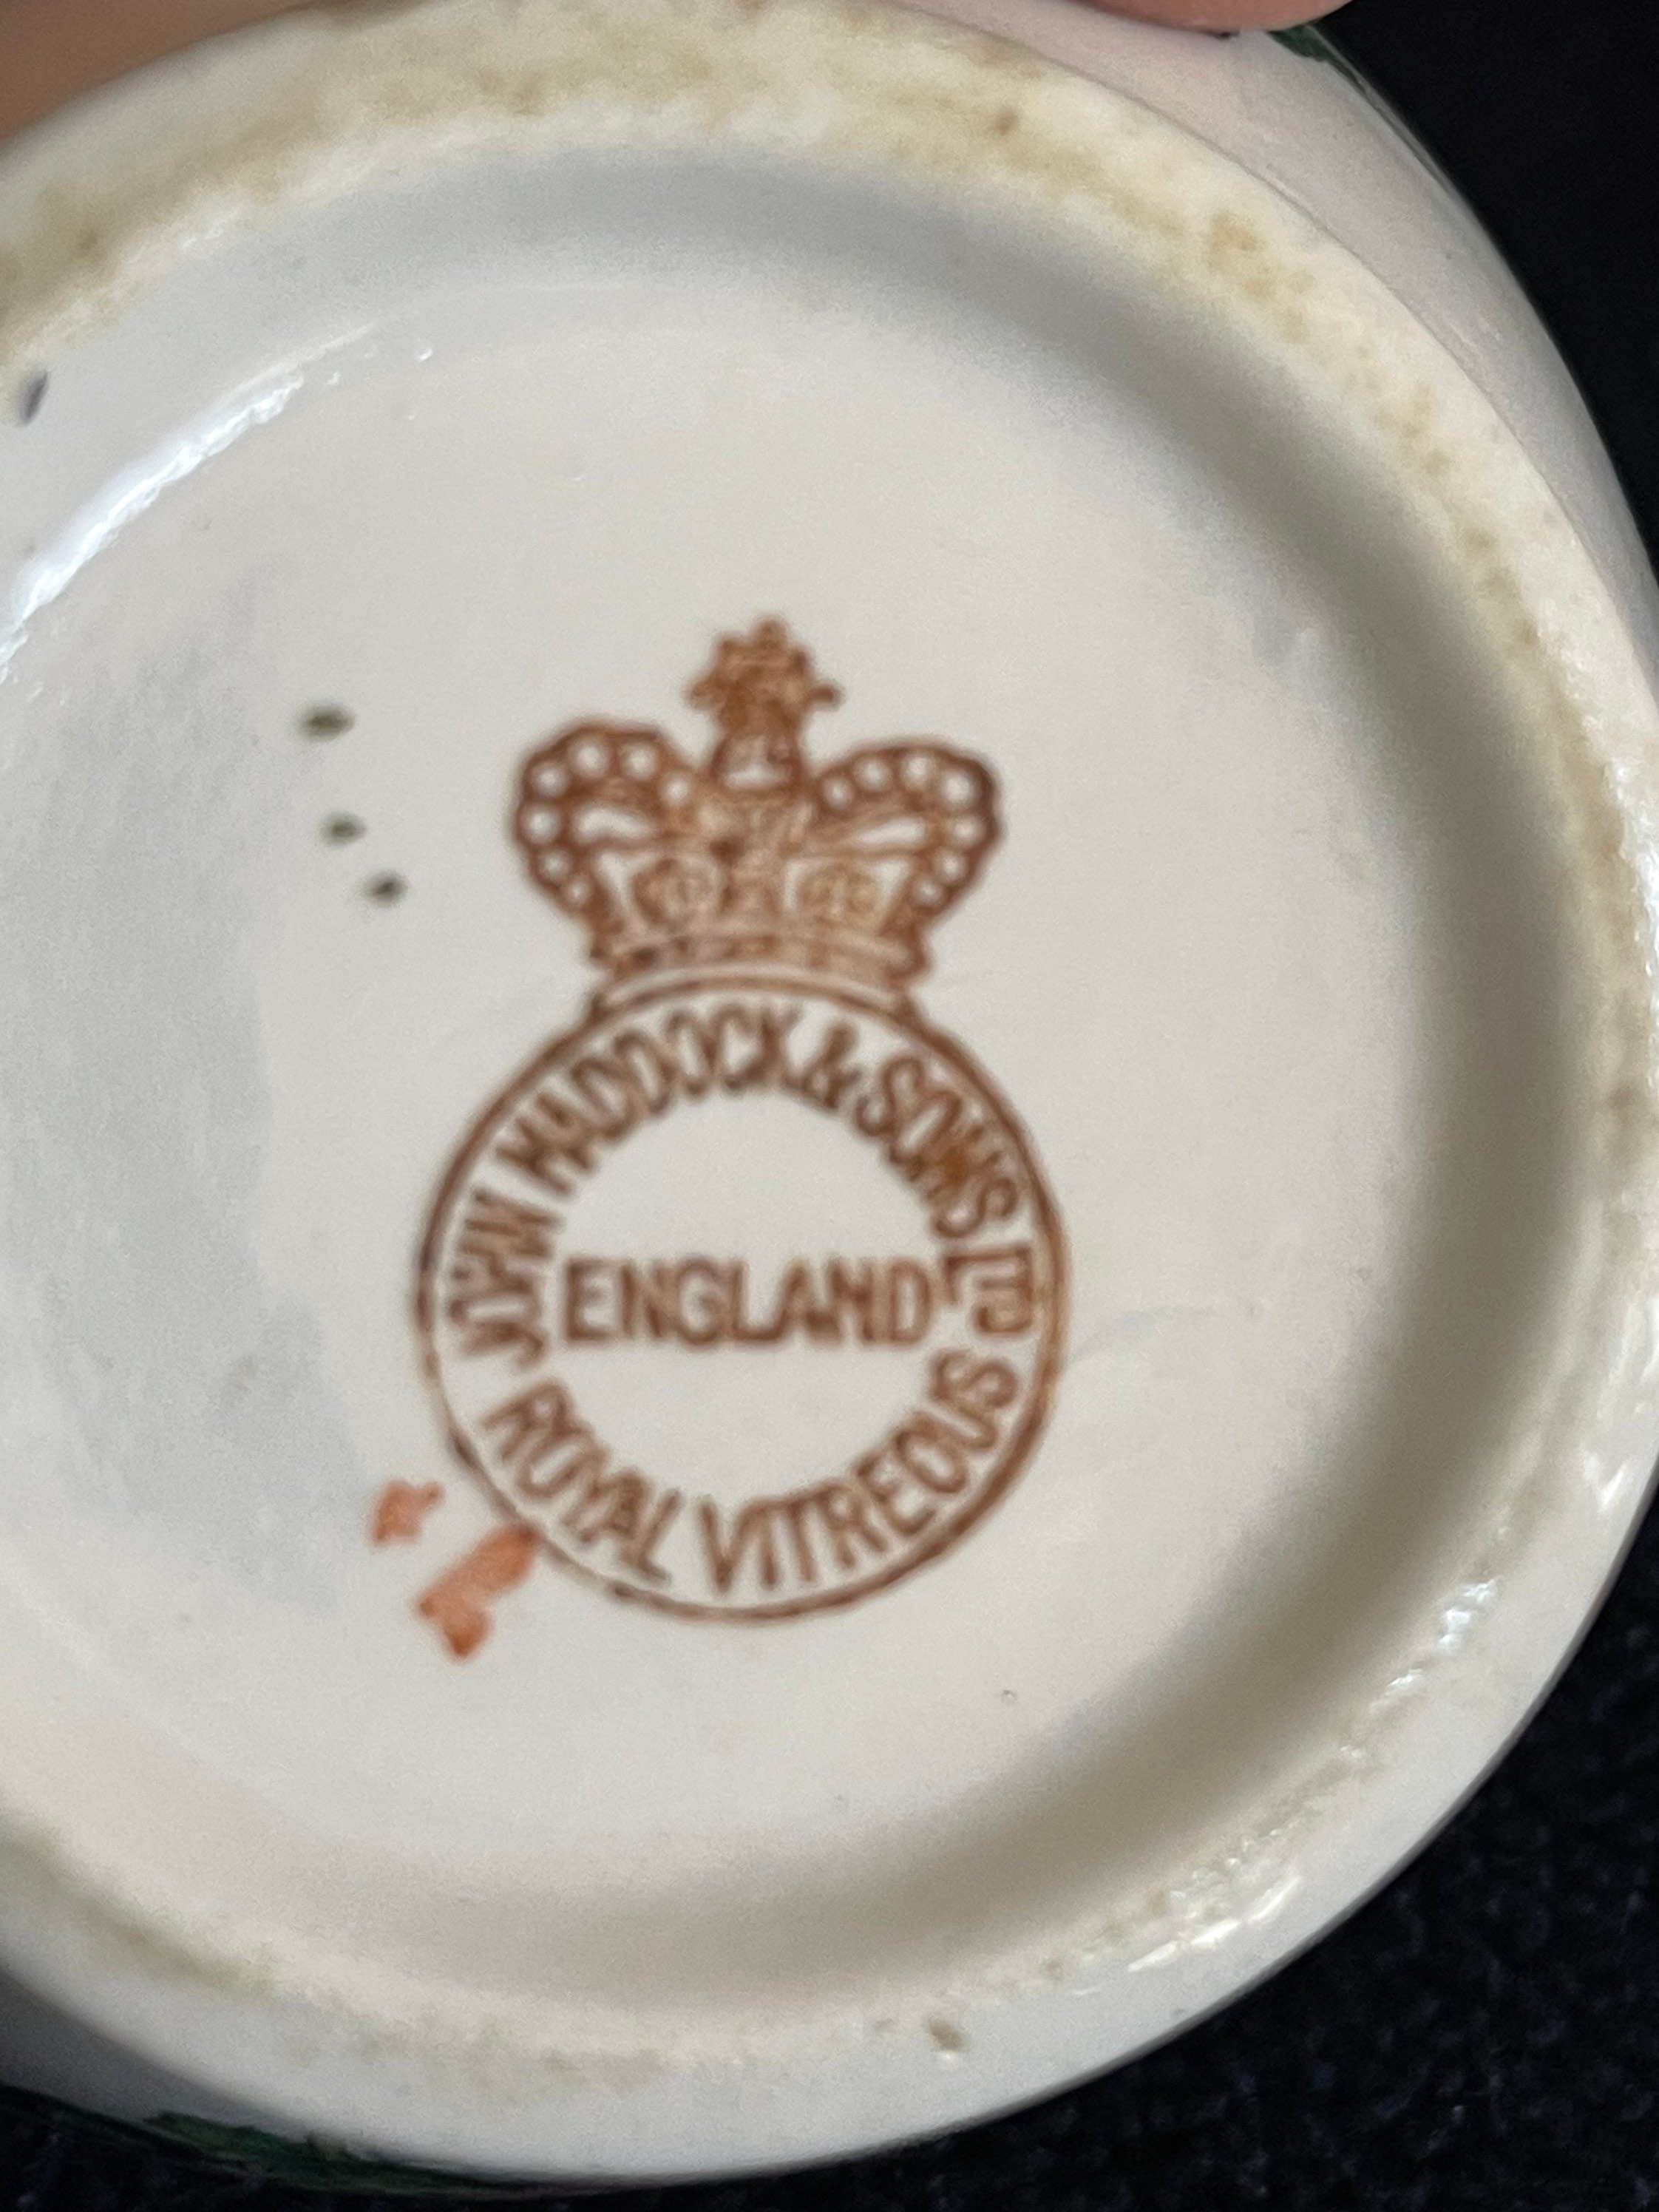 JOHN MADDOCK & SONS LTD
ENGLAND
ROYAL VITREOUS